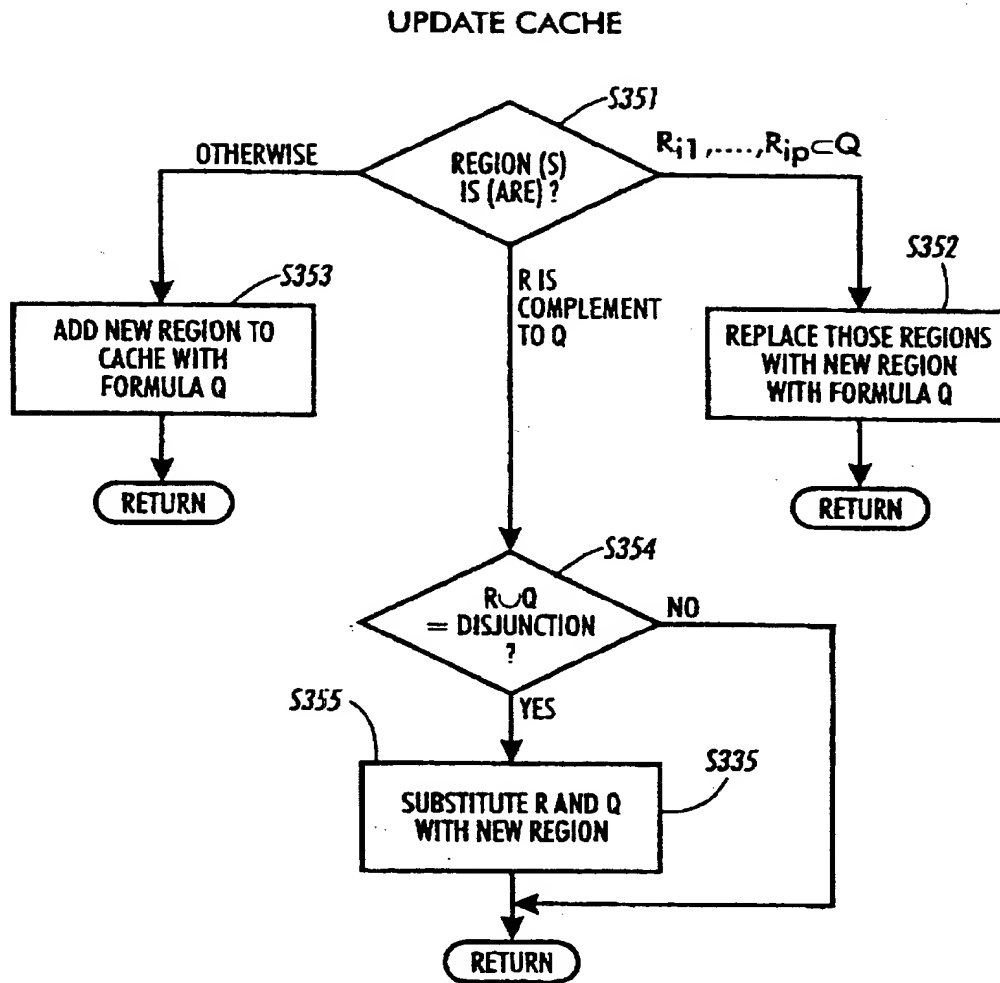 UPDATE CACHE
S351
OTHERWISE
REGION (S)
IS (ARE) ?
Ri1,....,Rip⊂Q
S353
ADD NEW REGION TO
CACHE WITH
FORMULA Q
RETURN
R IS
COMPLEMENT
TO Q
S352
REPLACE THOSE REGIONS
WITH NEW REGION
WITH FORMULA Q
RETURN
S354
R∪Q
= DISJUNCTION
?
NO
YES
S355
S335
SUBSTITUTE R AND Q
WITH NEW REGION
RETURN